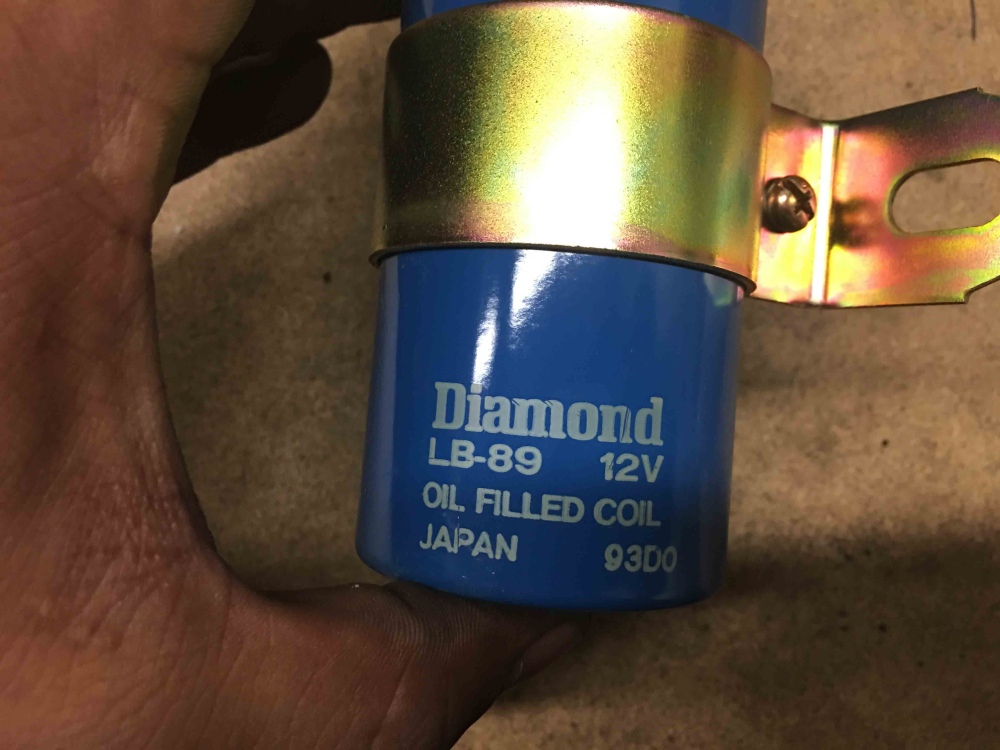 Diamond
LB-89 12V
OIL FILLED COIL
JAPAN 93D0